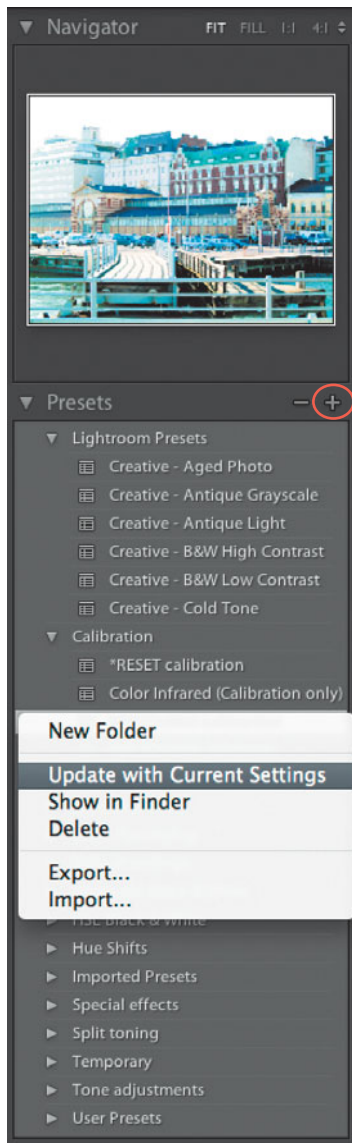 Navigator FIT FILL 1:1 4:1
Presets − +
Lightroom Presets
Creative - Aged Photo
Creative - Antique Grayscale
Creative - Antique Light
Creative - B&W High Contrast
Creative - B&W Low Contrast
Creative - Cold Tone
Calibration
*RESET calibration
Color Infrared (Calibration only)
New Folder
Update with Current Settings
Show in Finder
Delete
Export...
Import...
HSL Black & White
Hue Shifts
Imported Presets
Special effects
Split toning
Temporary
Tone adjustments
User Presets